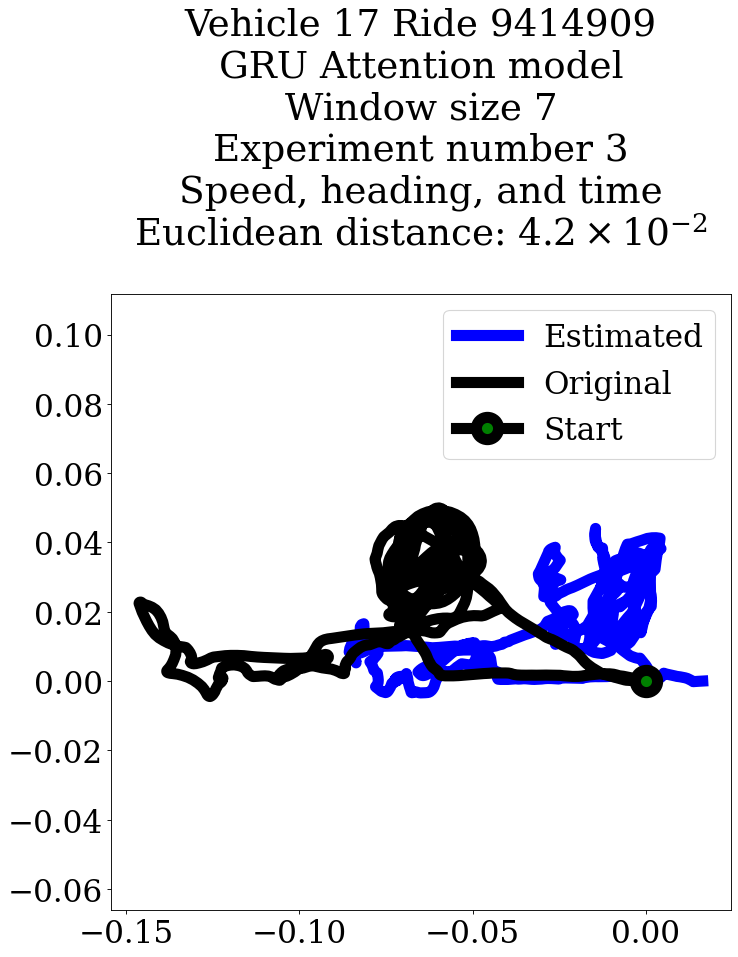 Vehicle 17 Ride 9414909
GRU Attention model
Window size 7
Experiment number 3
Speed, heading, and time
Euclidean distance: 4.2 × 10⁻²
Estimated
Original
Start
0.10
0.08
0.06
0.04
0.02
0.00
−0.02
−0.04
−0.06
−0.15 −0.10 −0.05 0.00